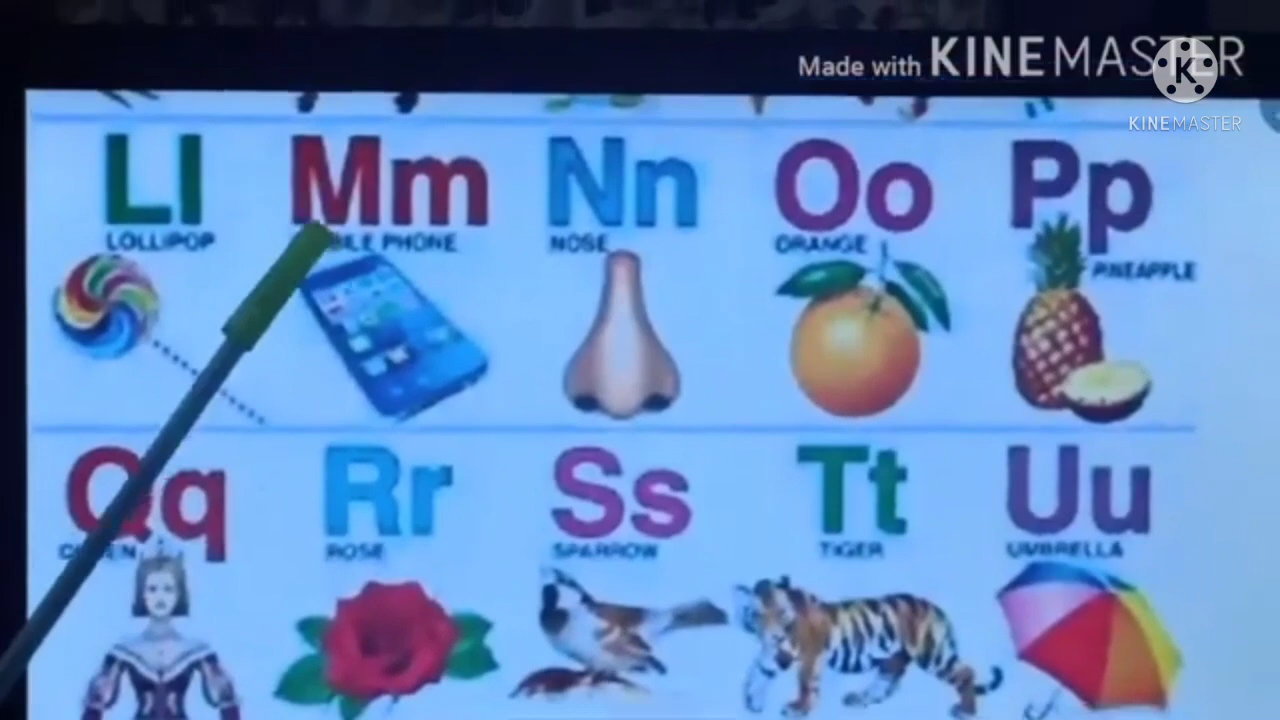 Made with KINEMASTER
KINEMASTER
Ll Mm Nn Oo Pp
LOLLIPOP BILE PHONE NOSE ORANGE PINEAPPLE
Qq Rr Ss Tt Uu
ROSE SPARROW TIGER UMBRELLA